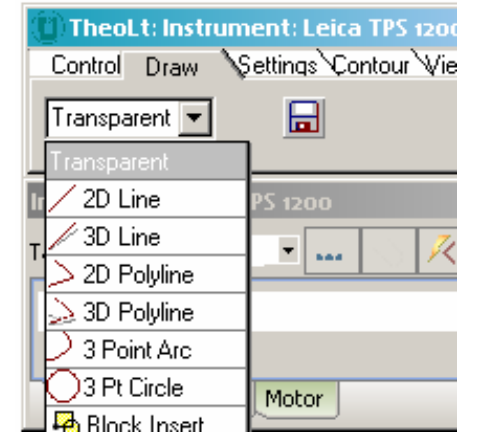 TheoLt: Instrument: Leica TPS 1200
Control Draw Settings Contour Vie
Transparent
Transparent
2D Line
PS 1200
3D Line
2D Polyline
3D Polyline
3 Point Arc
3 Pt Circle
Motor
Block Insert